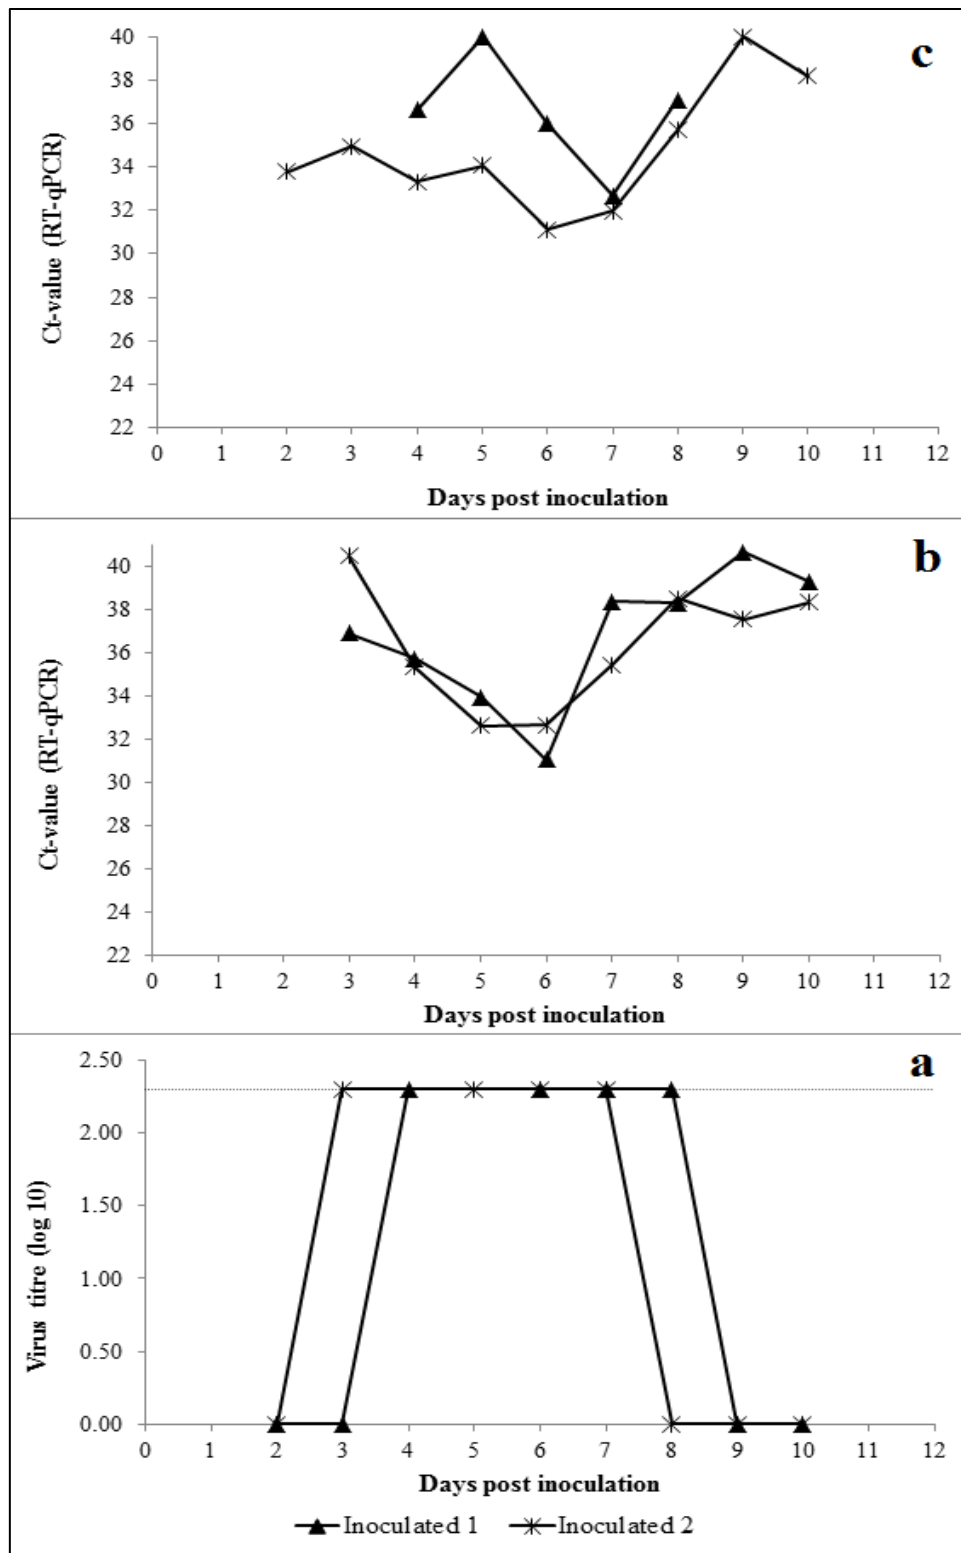 c
40
38
36
34
32
30
28
26
24
22
Ct-value (RT-qPCR)
0 1 2 3 4 5 6 7 8 9 10 11 12
Days post inoculation
b
40
38
36
34
32
30
28
26
24
22
Ct-value (RT-qPCR)
0 1 2 3 4 5 6 7 8 9 10 11 12
Days post inoculation
a
2.50
2.00
1.50
1.00
0.50
0.00
Virus titre (log 10)
0 1 2 3 4 5 6 7 8 9 10 11 12
Days post inoculation
Inoculated 1 Inoculated 2